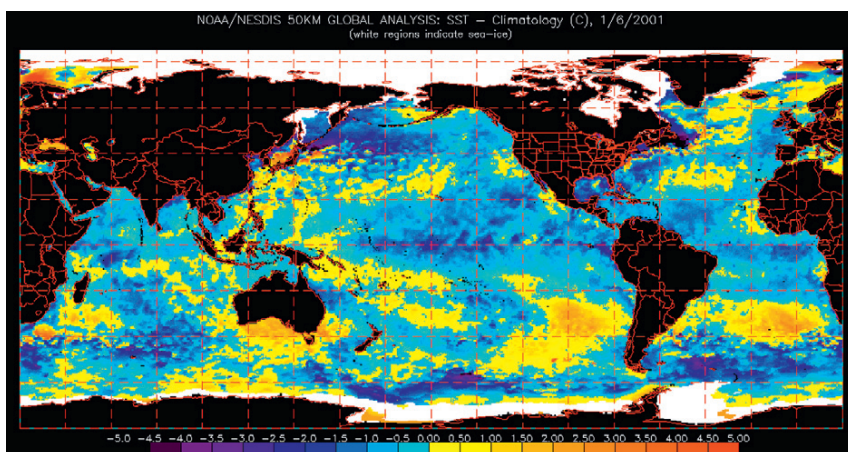 NOAA/NESDIS 50KM GLOBAL ANALYSIS: SST – Climatology (C), 1/6/2001
(white regions indicate sea-ice)
-5.0 -4.5 -4.0 -3.5 -3.0 -2.5 -2.0 -1.5 -1.0 -0.5 0.00 0.50 1.00 1.50 2.00 2.50 3.00 3.50 4.00 4.50 5.00